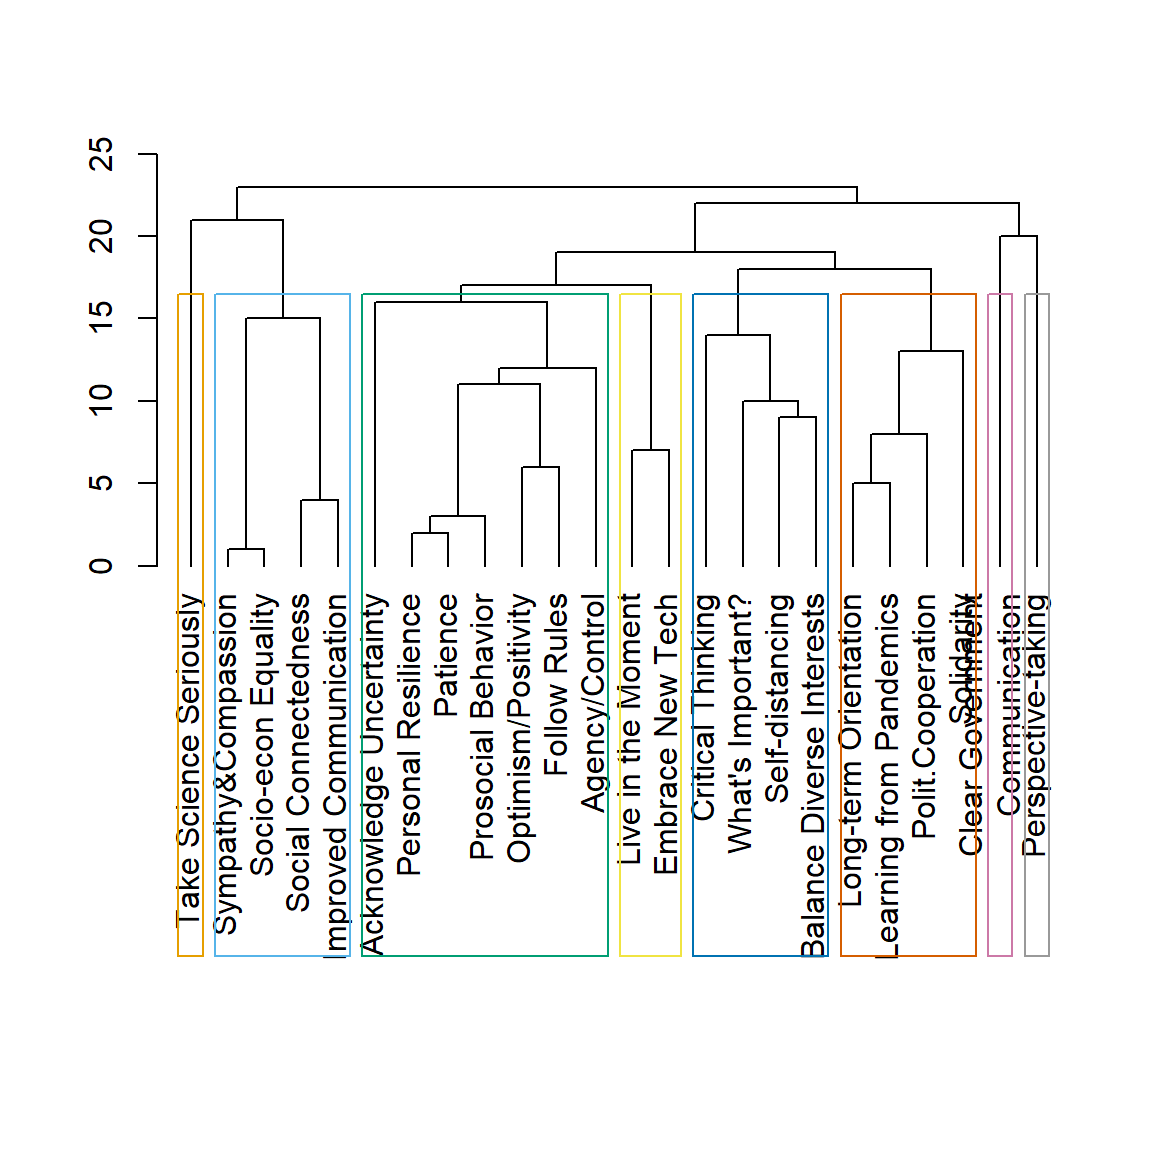 25
20
15
10
5
0
Take Science Seriously
Sympathy&Compassion
Socio-econ Equality
Social Connectedness
Improved Communication
Acknowledge Uncertainty
Personal Resilience
Patience
Prosocial Behavior
Optimism/Positivity
Follow Rules
Agency/Control
Live in the Moment
Embrace New Tech
Critical Thinking
What's Important?
Self-distancing
Balance Diverse Interests
Long-term Orientation
Learning from Pandemics
Polit.Cooperation
Solidarity
Clear Government
Communication
Perspective-taking